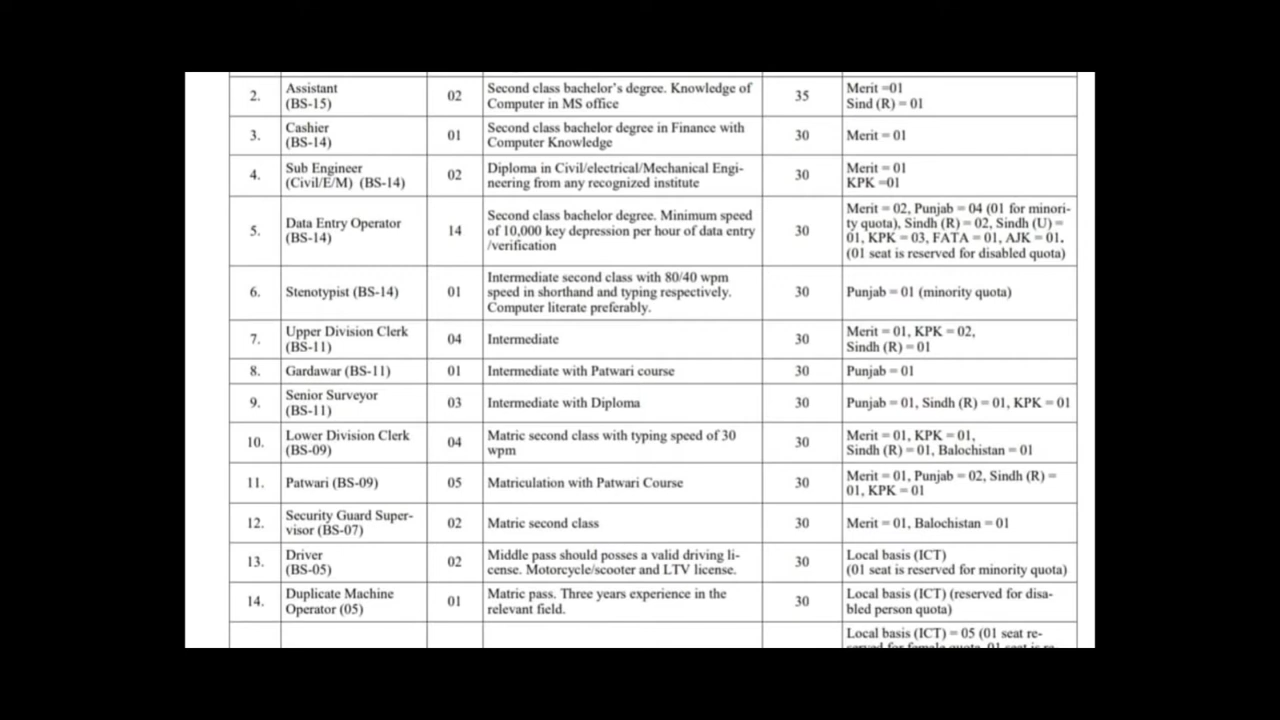 2. Assistant (BS-15) 02 Second class bachelor's degree. Knowledge of Computer in MS office 35 Merit =01
Sind (R) = 01
3. Cashier (BS-14) 01 Second class bachelor degree in Finance with Computer Knowledge 30 Merit = 01
4. Sub Engineer (Civil/E/M) (BS-14) 02 Diploma in Civil/electrical/Mechanical Engi-
neering from any recognized institute 30 Merit = 01
KPK =01
5. Data Entry Operator (BS-14) 14 Second class bachelor degree. Minimum speed
of 10,000 key depression per hour of data entry
/verification 30 Merit = 02, Punjab = 04 (01 for minori-
ty quota), Sindh (R) = 02, Sindh (U) =
01, KPK = 03, FATA = 01, AJK = 01.
(01 seat is reserved for disabled quota)
6. Stenotypist (BS-14) 01 Intermediate second class with 80/40 wpm
speed in shorthand and typing respectively.
Computer literate preferably. 30 Punjab = 01 (minority quota)
7. Upper Division Clerk (BS-11) 04 Intermediate 30 Merit = 01, KPK = 02,
Sindh (R) = 01
8. Gardawar (BS-11) 01 Intermediate with Patwari course 30 Punjab = 01
9. Senior Surveyor (BS-11) 03 Intermediate with Diploma 30 Punjab = 01, Sindh (R) = 01, KPK = 01
10. Lower Division Clerk (BS-09) 04 Matric second class with typing speed of 30
wpm 30 Merit = 01, KPK = 01,
Sindh (R) = 01, Balochistan = 01
11. Patwari (BS-09) 05 Matriculation with Patwari Course 30 Merit = 01, Punjab = 02, Sindh (R) =
01, KPK = 01
12. Security Guard Super-
visor (BS-07) 02 Matric second class 30 Merit = 01, Balochistan = 01
13. Driver (BS-05) 02 Middle pass should posses a valid driving li-
cense. Motorcycle/scooter and LTV license. 30 Local basis (ICT)
(01 seat is reserved for minority quota)
14. Duplicate Machine Operator (05) 01 Matric pass. Three years experience in the
relevant field. 30 Local basis (ICT) (reserved for disa-
bled person quota)
Local basis (ICT) = 05 (01 seat re-